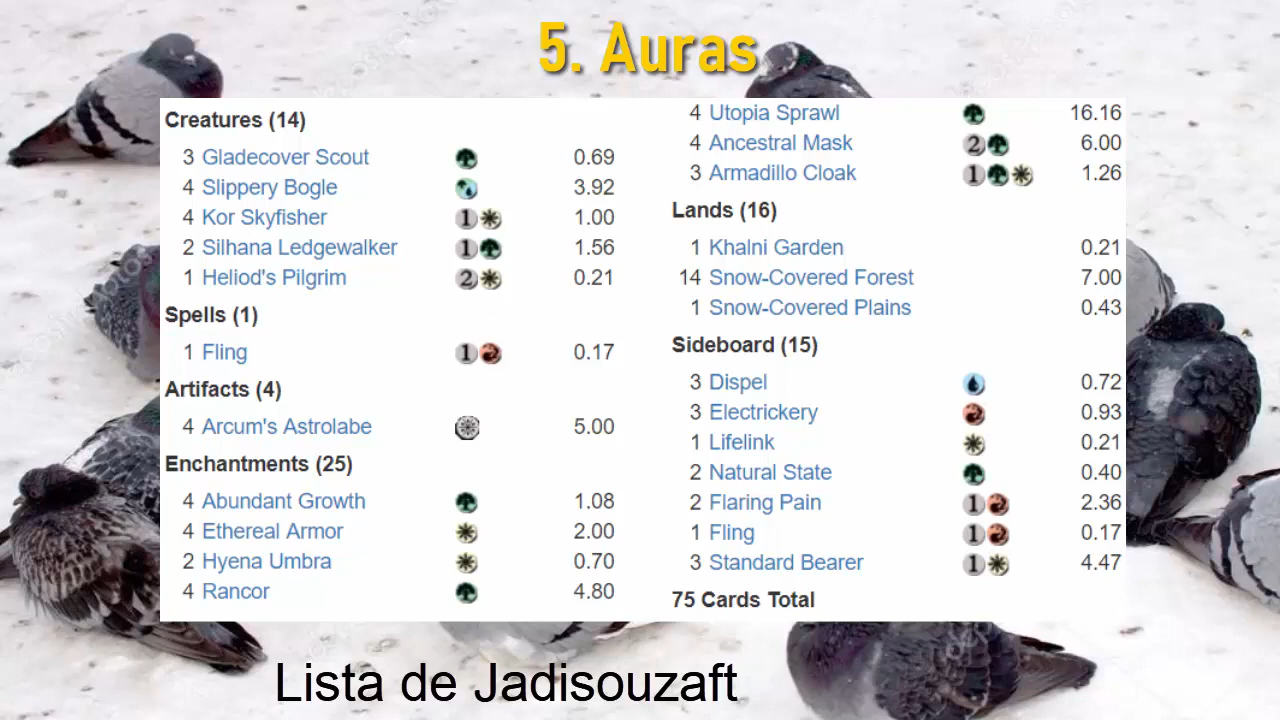 5. Auras
Creatures (14)
3 Gladecover Scout 0.69
4 Slippery Bogle 3.92
4 Kor Skyfisher 1 1.00
2 Silhana Ledgewalker 1 1.56
1 Heliod's Pilgrim 2 0.21
Spells (1)
1 Fling 1 0.17
Artifacts (4)
4 Arcum's Astrolabe 5.00
Enchantments (25)
4 Abundant Growth 1.08
4 Ethereal Armor 2.00
2 Hyena Umbra 0.70
4 Rancor 4.80
4 Utopia Sprawl 16.16
4 Ancestral Mask 2 6.00
3 Armadillo Cloak 1 1.26
Lands (16)
1 Khalni Garden 0.21
14 Snow-Covered Forest 7.00
1 Snow-Covered Plains 0.43
Sideboard (15)
3 Dispel 0.72
3 Electrickery 0.93
1 Lifelink 0.21
2 Natural State 0.40
2 Flaring Pain 1 2.36
1 Fling 1 0.17
3 Standard Bearer 1 4.47
75 Cards Total
Lista de Jadisouzaft